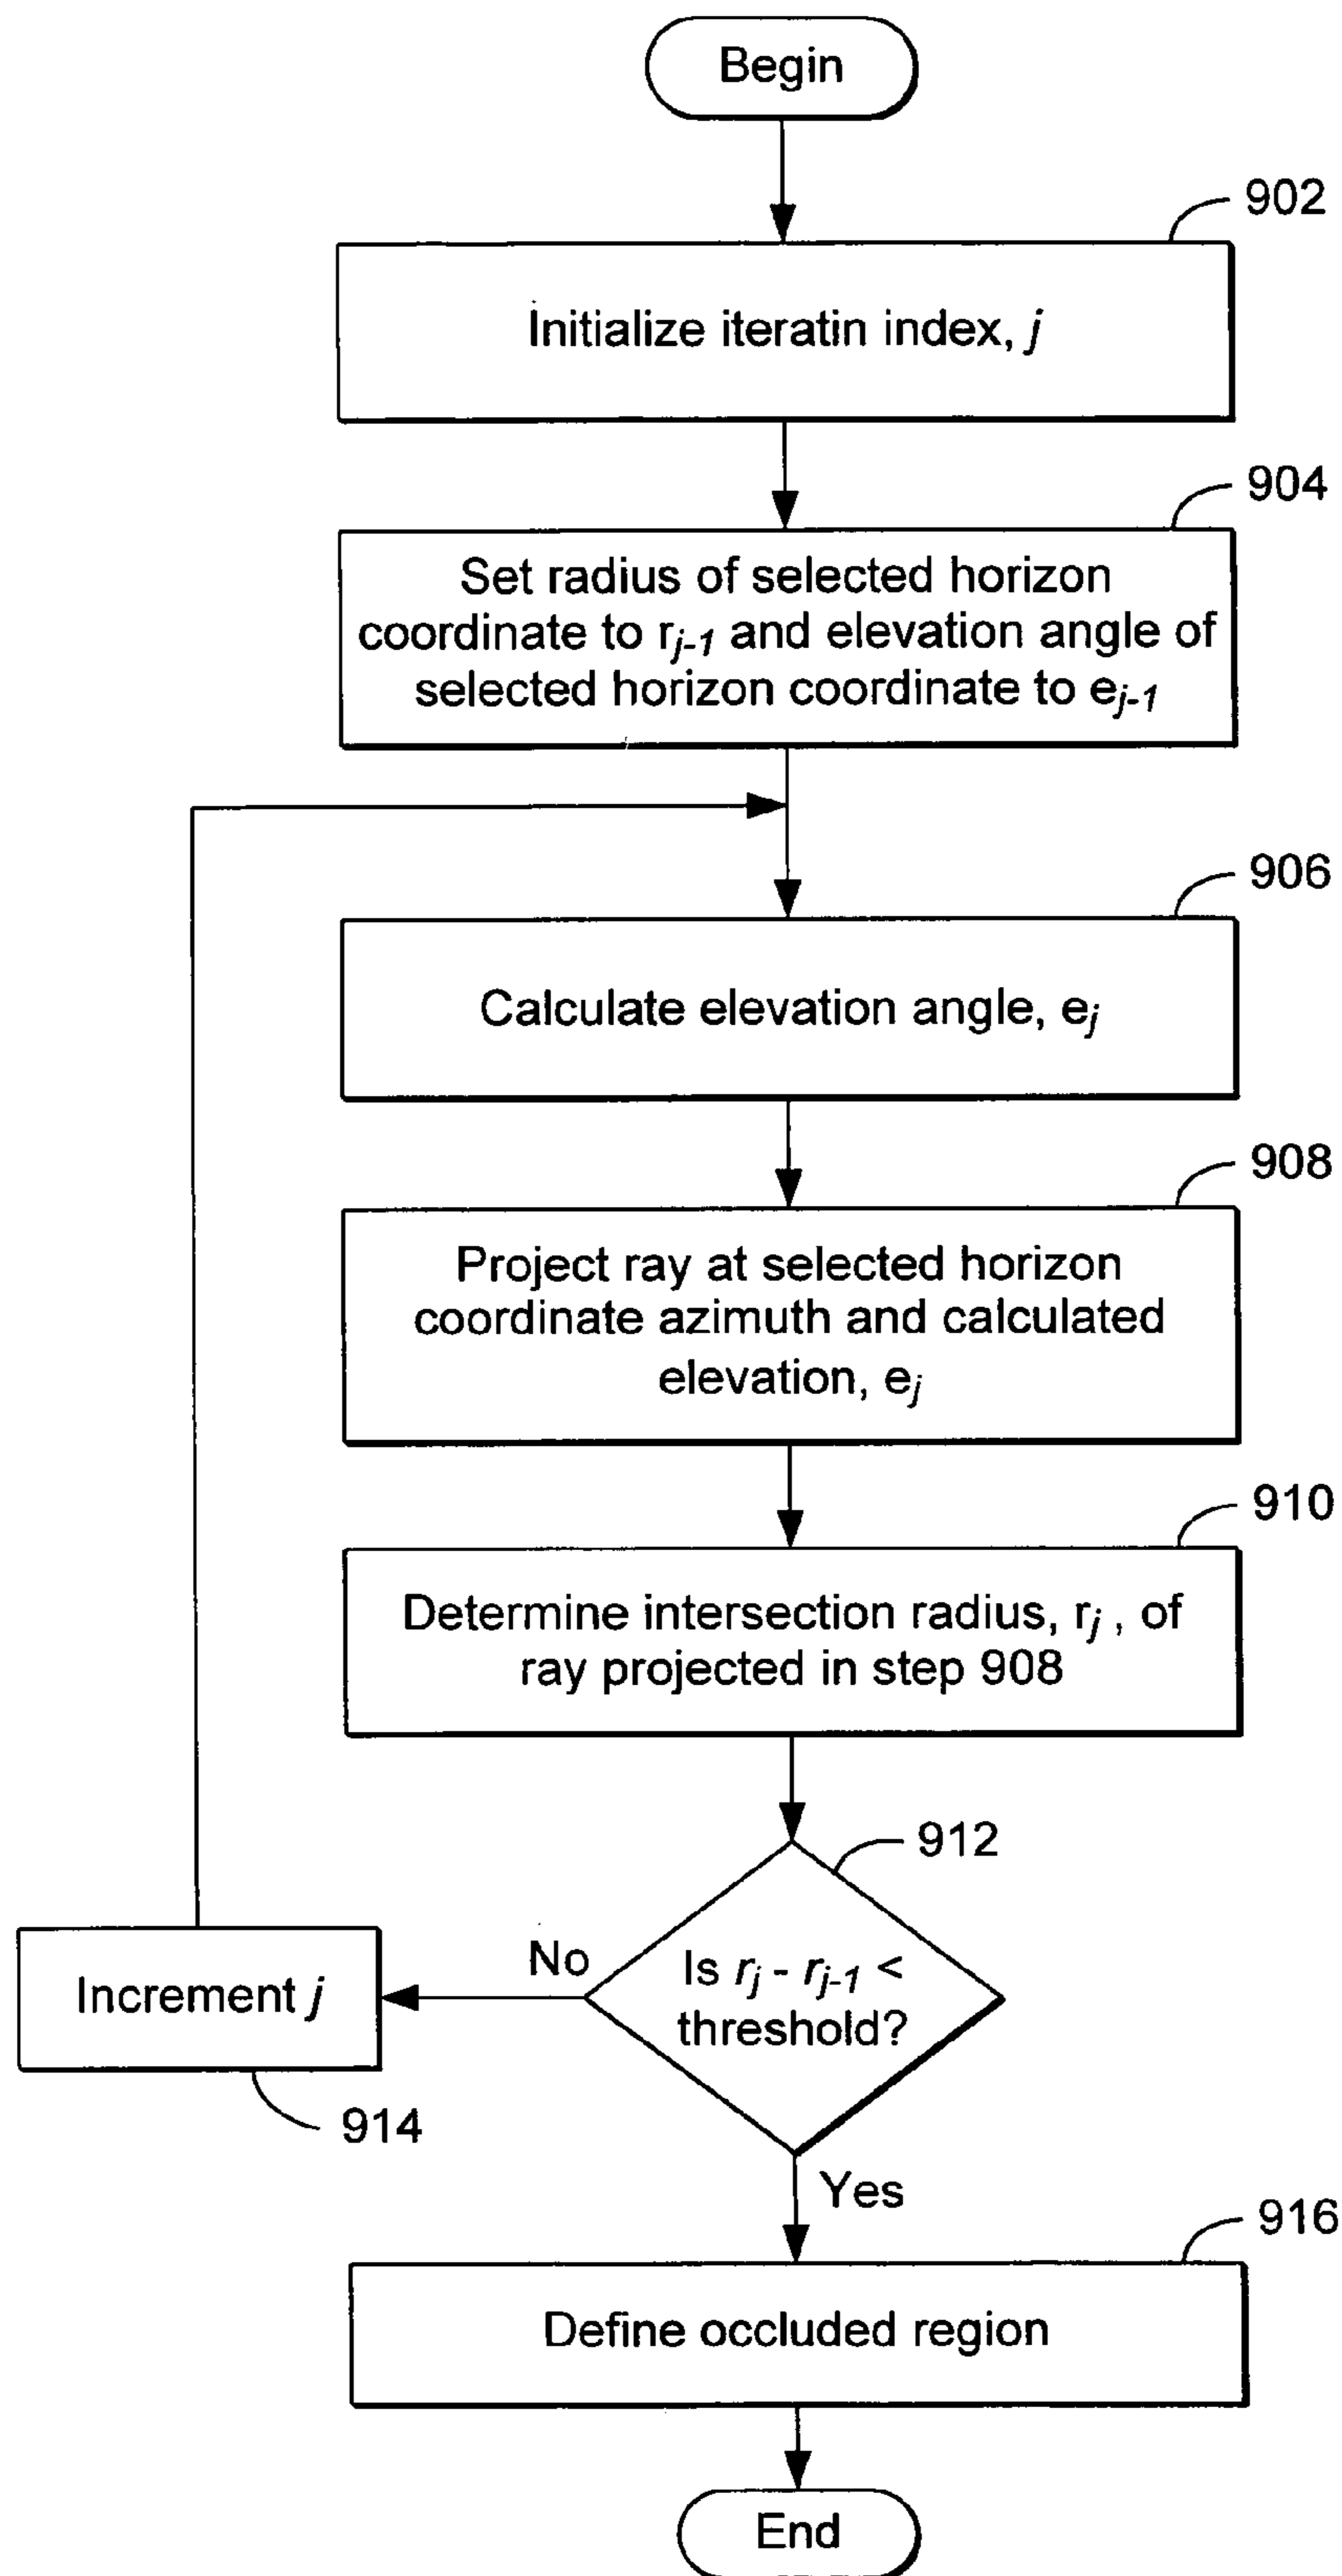 Begin
902
Initialize iteratin index, j
904
Set radius of selected horizon
coordinate to rj-1 and elevation angle of
selected horizon coordinate to ej-1
906
Calculate elevation angle, ej
908
Project ray at selected horizon
coordinate azimuth and calculated
elevation, ej
910
Determine intersection radius, rj , of
ray projected in step 908
912
Is rj - rj-1 <
threshold?
No
Increment j
914
Yes
916
Define occluded region
End